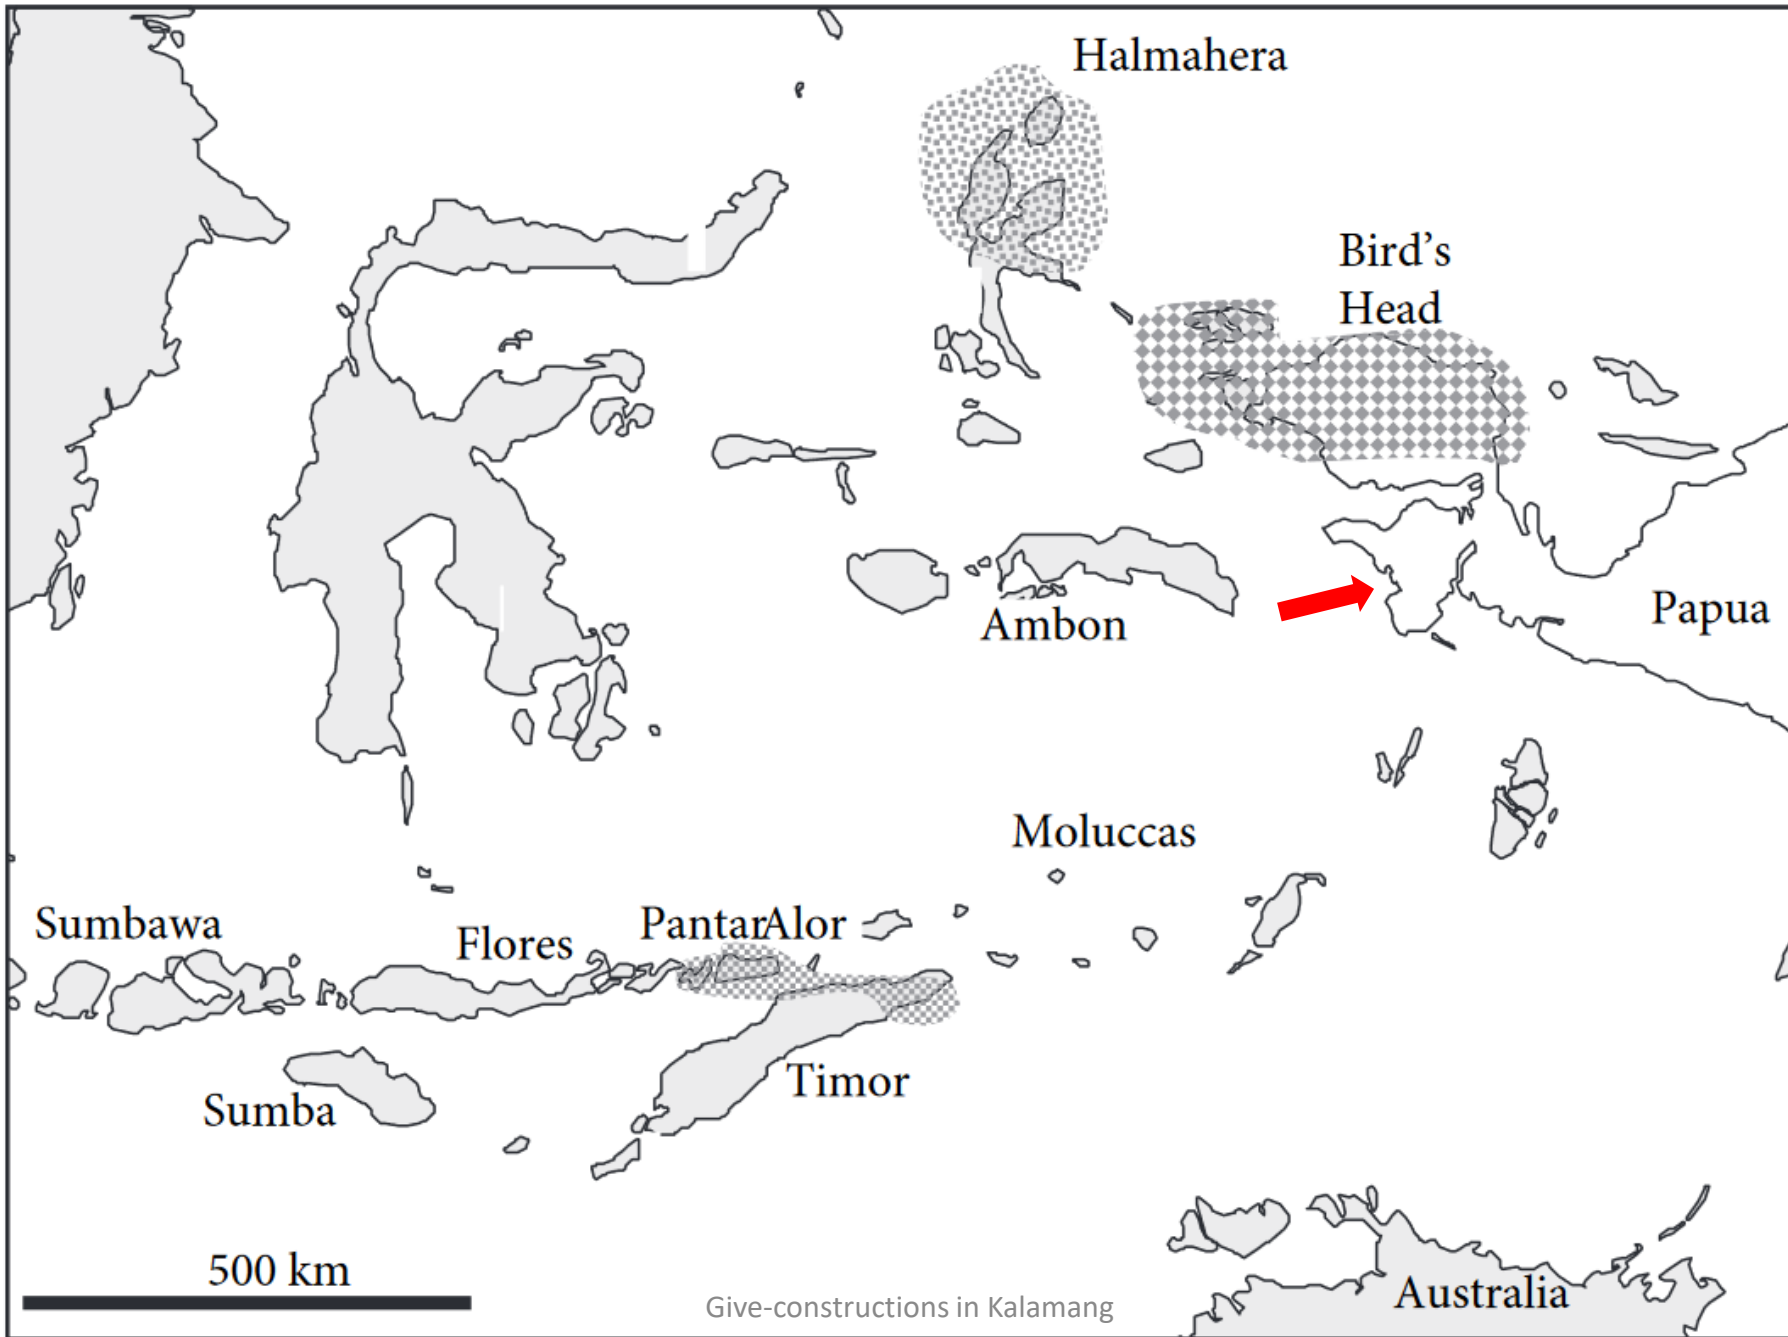 Halmahera
Bird's
Head
Papua
Ambon
Moluccas
Sumbawa
Flores
PantarAlor
Timor
Sumba
500 km
Australia
Give-constructions in Kalamang